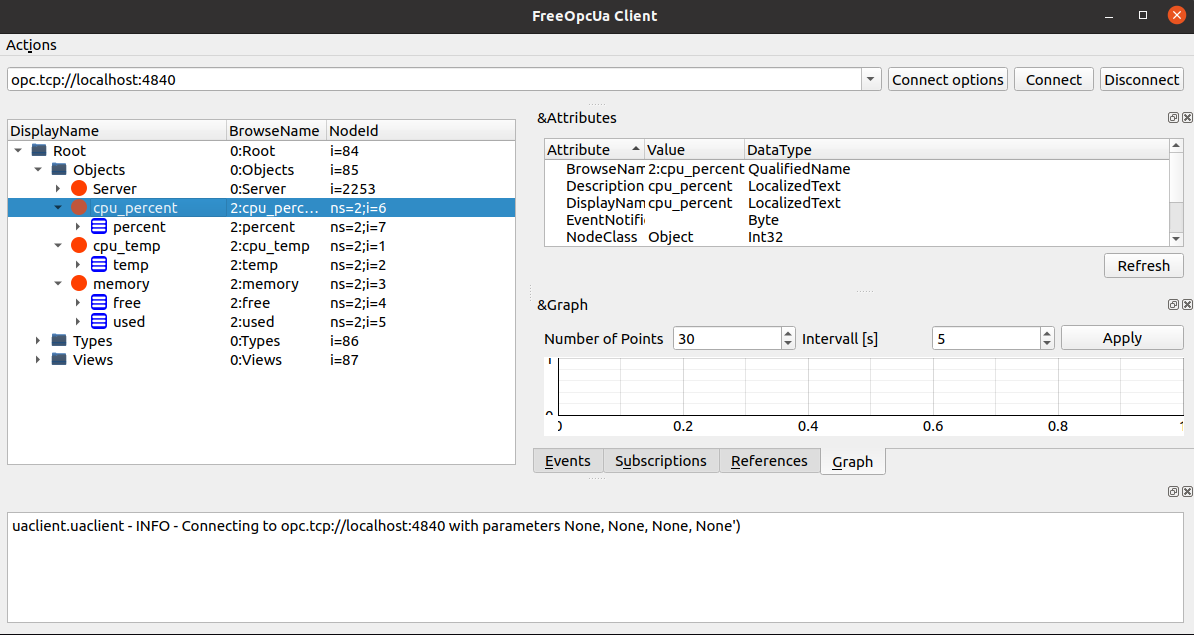 FreeOpcUa Client
Actions
opc.tcp://localhost:4840
Connect options
Connect
Disconnect
DisplayName BrowseName NodeId
Root 0:Root i=84
Objects 0:Objects i=85
Server 0:Server i=2253
cpu_percent 2:cpu_perc... ns=2;i=6
percent 2:percent ns=2;i=7
cpu_temp 2:cpu_temp ns=2;i=1
temp 2:temp ns=2;i=2
memory 2:memory ns=2;i=3
free 2:free ns=2;i=4
used 2:used ns=2;i=5
Types 0:Types i=86
Views 0:Views i=87
&Attributes
Attribute Value DataType
BrowseNam 2:cpu_percent QualifiedName
Description cpu_percent LocalizedText
DisplayNam cpu_percent LocalizedText
EventNotifi Byte
NodeClass Object Int32
Refresh
&Graph
Number of Points 30 Intervall [s] 5 Apply
1
0
0 0.2 0.4 0.6 0.8 1
Events Subscriptions References Graph
uaclient.uaclient - INFO - Connecting to opc.tcp://localhost:4840 with parameters None, None, None, None')